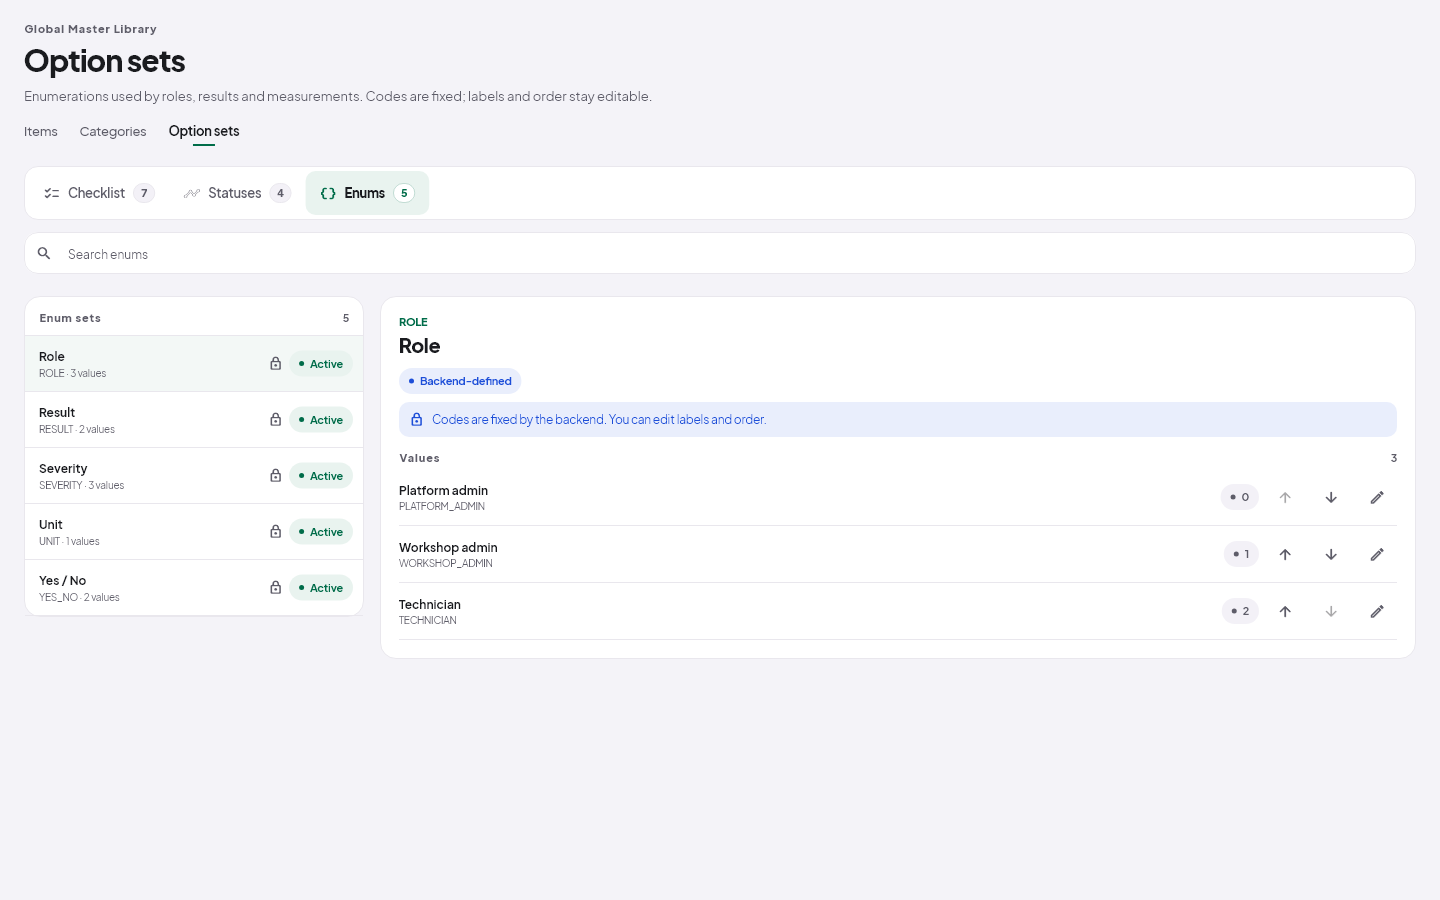 Global Master Library
Option sets
Enumerations used by roles, results and measurements. Codes are fixed; labels and order stay editable.
Items Categories Option sets
Checklist 7 Statuses 4 Enums 5
Search enums
Enum sets 5
Role
ROLE · 3 values
Active
Result
RESULT · 2 values
Active
Severity
SEVERITY · 3 values
Active
Unit
UNIT · 1 values
Active
Yes / No
YES_NO · 2 values
Active
ROLE
Role
Backend-defined
Codes are fixed by the backend. You can edit labels and order.
Values 3
Platform admin
PLATFORM_ADMIN
0
Workshop admin
WORKSHOP_ADMIN
1
Technician
TECHNICIAN
2